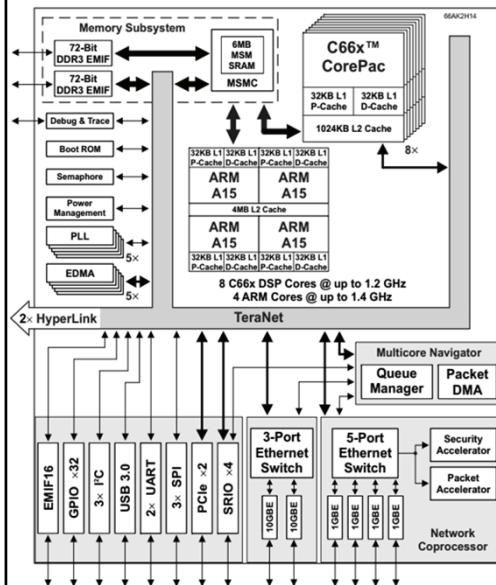 66AK2H14
Memory Subsystem
72-Bit
DDR3 EMIF
72-Bit
DDR3 EMIF
6MB
MSM
SRAM
MSMC
C66x™
CorePac
32KB L1
P-Cache
32KB L1
D-Cache
1024KB L2 Cache
8×
Debug & Trace
Boot ROM
Semaphore
Power
Management
PLL
5×
EDMA
5×
32KB L1
P-Cache
32KB L1
D-Cache
32KB L1
P-Cache
32KB L1
D-Cache
ARM
A15
ARM
A15
4MB L2 Cache
ARM
A15
ARM
A15
32KB L1
P-Cache
32KB L1
D-Cache
32KB L1
P-Cache
32KB L1
D-Cache
8 C66x DSP Cores @ up to 1.2 GHz
4 ARM Cores @ up to 1.4 GHz
2× HyperLink
TeraNet
Multicore Navigator
Queue
Manager
Packet
DMA
EMIF16
GPIO ×32
3× I²C
USB 3.0
2× UART
3× SPI
PCIe ×2
SRIO ×4
3-Port
Ethernet
Switch
10GBE
10GBE
5-Port
Ethernet
Switch
1GBE
1GBE
1GBE
1GBE
Security
Accelerator
Packet
Accelerator
Network
Coprocessor